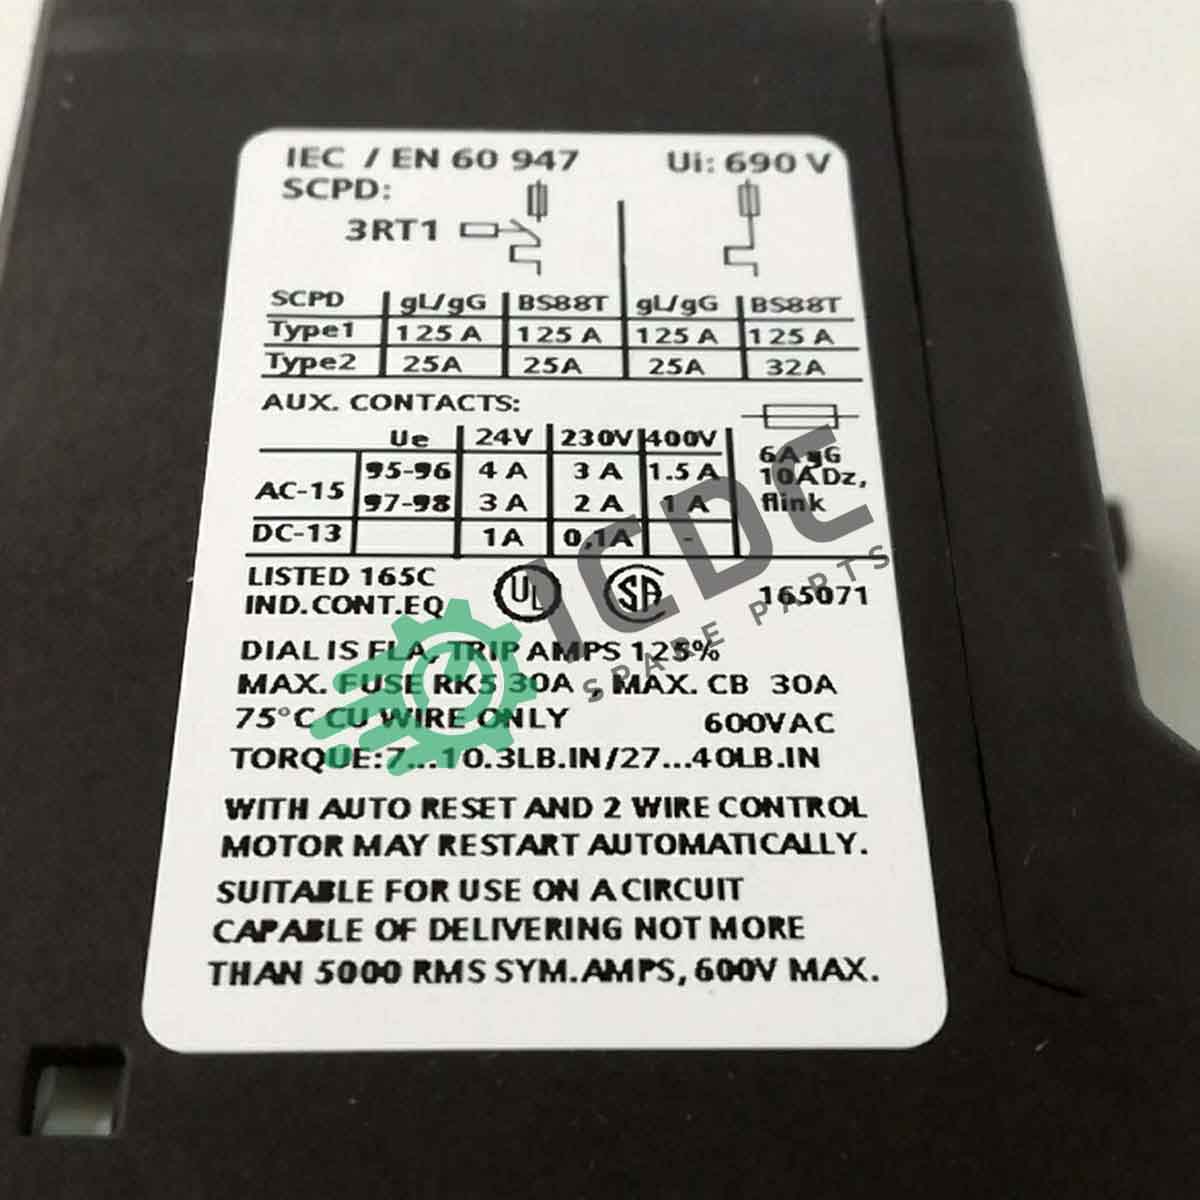 IEC / EN 60 947 Ui: 690 V
SCPD:
3RT1
SCPD gL/gG BS88T gL/gG BS88T
Type1 125 A 125 A 125 A 125 A
Type2 25A 25A 25A 32A
AUX. CONTACTS:
Ue 24V 230V 400V
AC-15 95-96 4 A 3 A 1.5 A
97-98 3 A 2 A 1 A
DC-13 1A 0,1A -
6A gG
10A Dz,
flink
LISTED 165C
IND.CONT.EQ UL SA 165071
DIAL IS FLA, TRIP AMPS 125%
MAX. FUSE RK5 30A , MAX. CB 30A
75°C CU WIRE ONLY 600VAC
TORQUE:7...10.3LB.IN/27...40LB.IN
WITH AUTO RESET AND 2 WIRE CONTROL
MOTOR MAY RESTART AUTOMATICALLY.
SUITABLE FOR USE ON A CIRCUIT
CAPABLE OF DELIVERING NOT MORE
THAN 5000 RMS SYM.AMPS, 600V MAX.
ICDC
SPARE PARTS